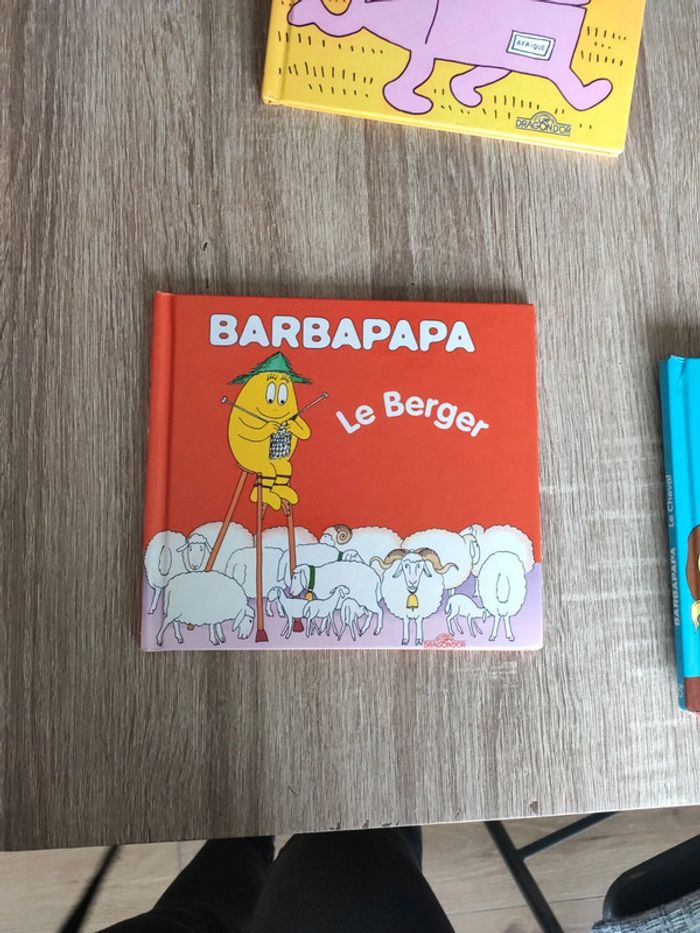 AFRIQUE
DRAGON D'OR
BARBAPAPA
Le Berger
DRAGON D'OR
BARBAPAPA Le Cheval